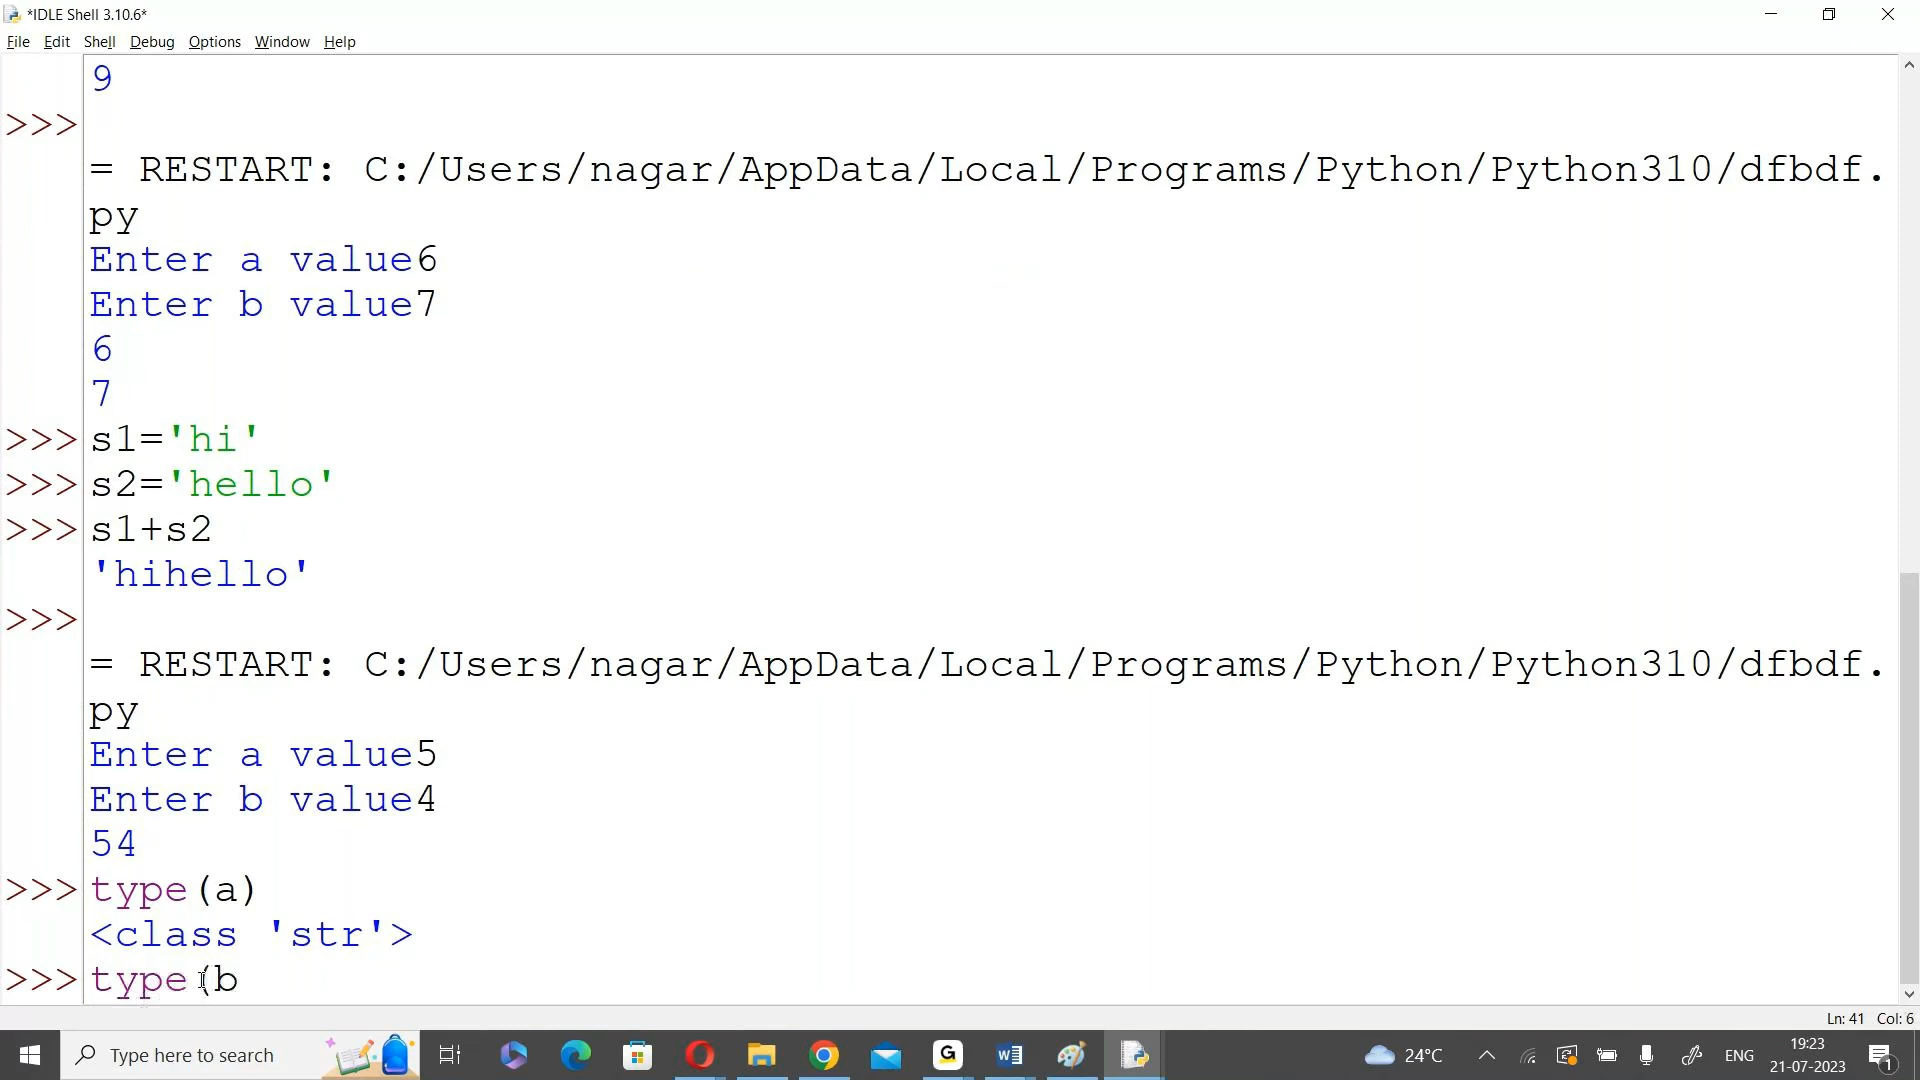 *IDLE Shell 3.10.6*
File Edit Shell Debug Options Window Help
9
>>>
= RESTART: C:/Users/nagar/AppData/Local/Programs/Python/Python310/dfbdf.
py
Enter a value6
Enter b value7
6
7
>>> s1='hi'
>>> s2='hello'
>>> s1+s2
'hihello'
>>>
= RESTART: C:/Users/nagar/AppData/Local/Programs/Python/Python310/dfbdf.
py
Enter a value5
Enter b value4
54
>>> type(a)
<class 'str'>
>>> type(b
Ln: 41 Col: 6
Type here to search
24°C
ENG
19:23
21-07-2023
1